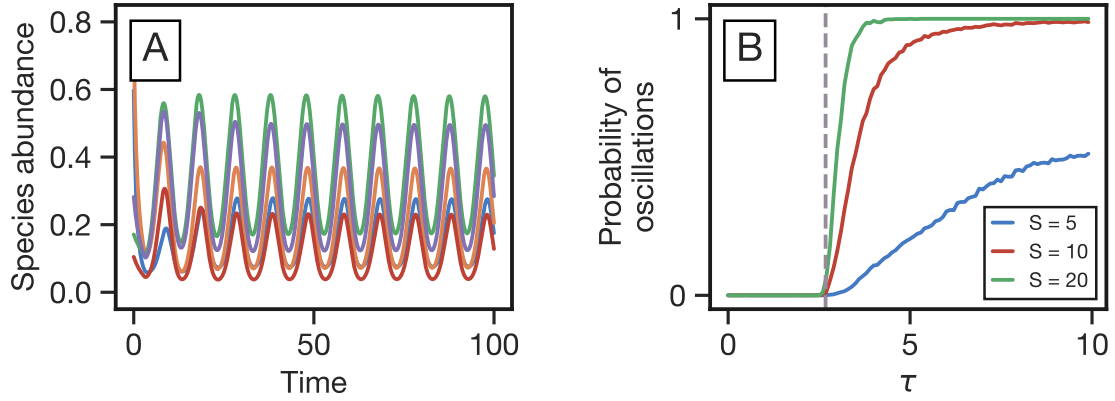 A
Species abundance
0.8
0.6
0.4
0.2
0.0
0
50
100
Time
B
Probability of
oscillations
1
0
0
5
10
τ
S = 5
S = 10
S = 20